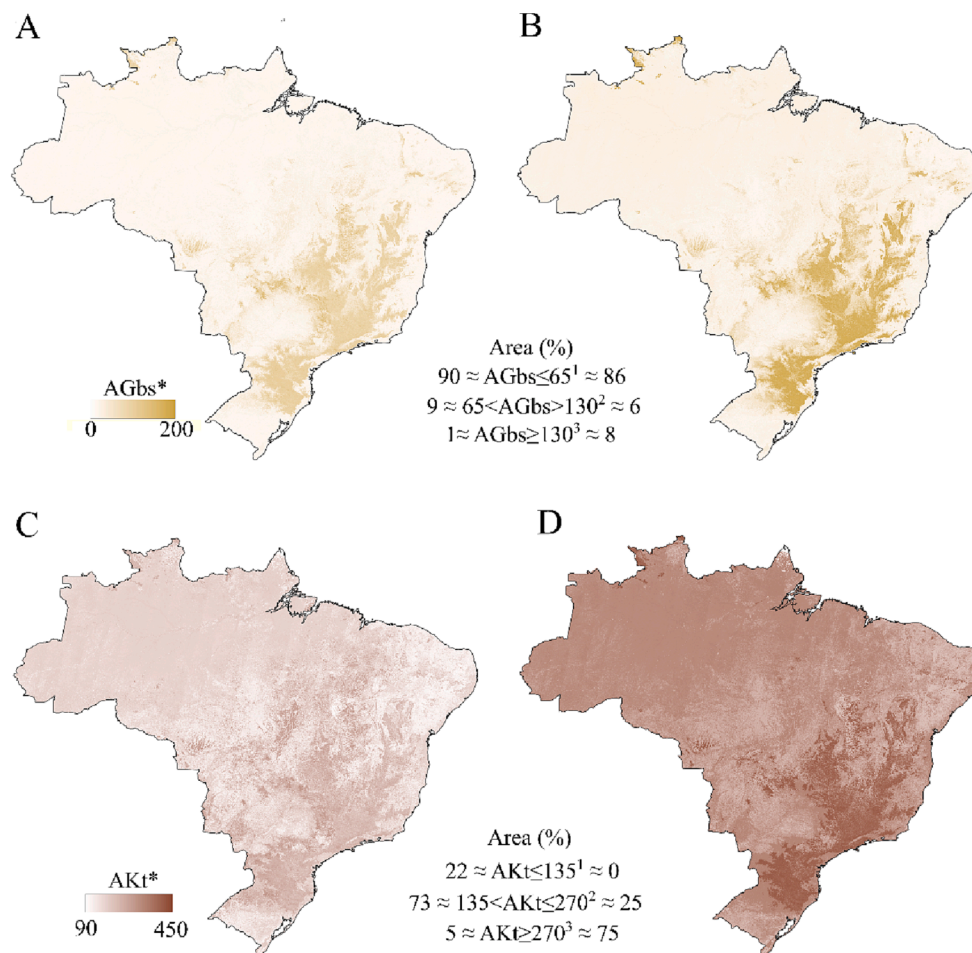 A
B
Area (%)
90 ≈ AGbs≤65¹ ≈ 86
9 ≈ 65<AGbs>130² ≈ 6
1≈ AGbs≥130³ ≈ 8
AGbs*
0 200
C
D
Area (%)
22 ≈ AKt≤135¹ ≈ 0
73 ≈ 135<AKt≤270² ≈ 25
5 ≈ AKt≥270³ ≈ 75
AKt*
90 450